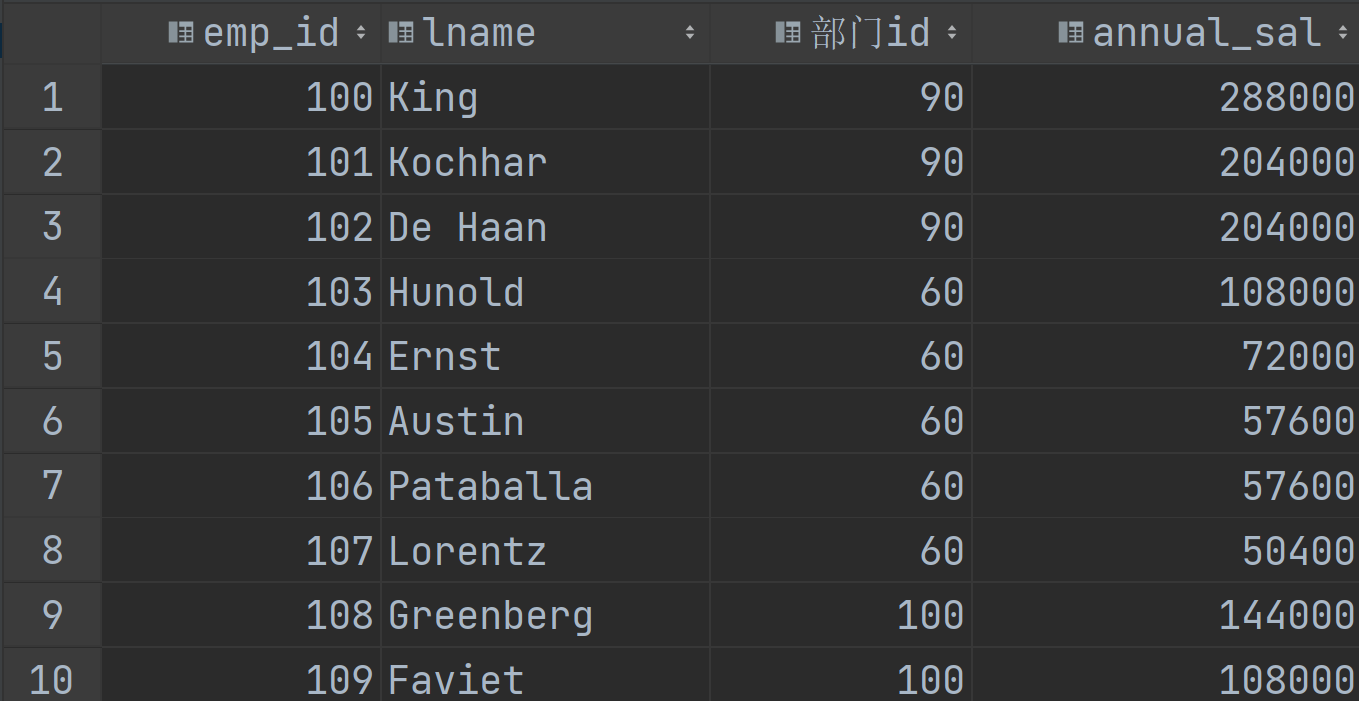 emp_id lname 部门id annual_sal
1 100 King 90 288000
2 101 Kochhar 90 204000
3 102 De Haan 90 204000
4 103 Hunold 60 108000
5 104 Ernst 60 72000
6 105 Austin 60 57600
7 106 Pataballa 60 57600
8 107 Lorentz 60 50400
9 108 Greenberg 100 144000
10 109 Faviet 100 108000